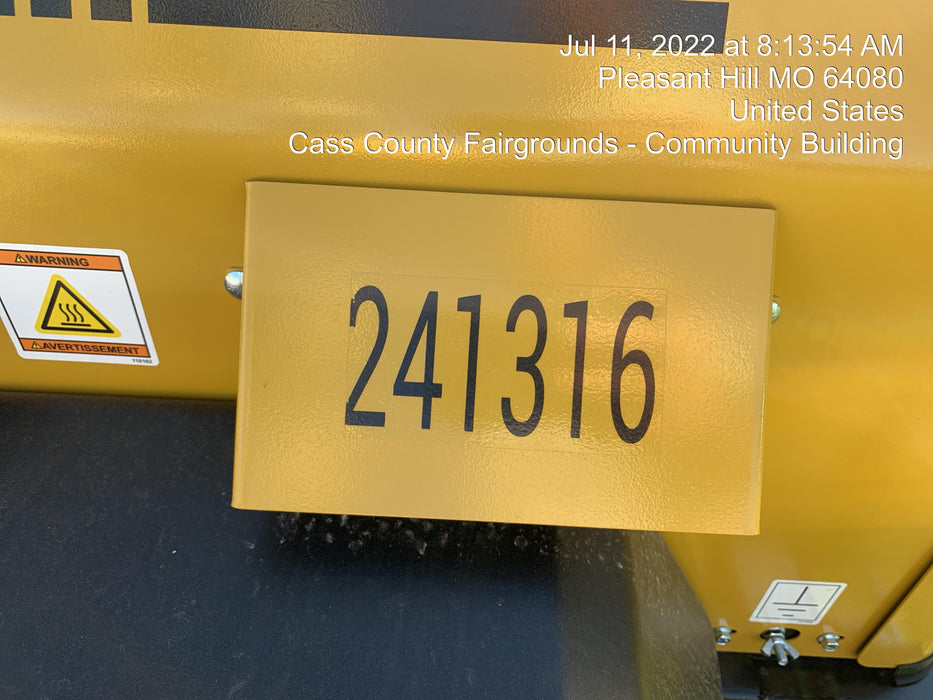 Jul 11, 2022 at 8:13:54 AM
Pleasant Hill MO 64080
United States
Cass County Fairgrounds - Community Building
WARNING
241316
AVERTISSEMENT